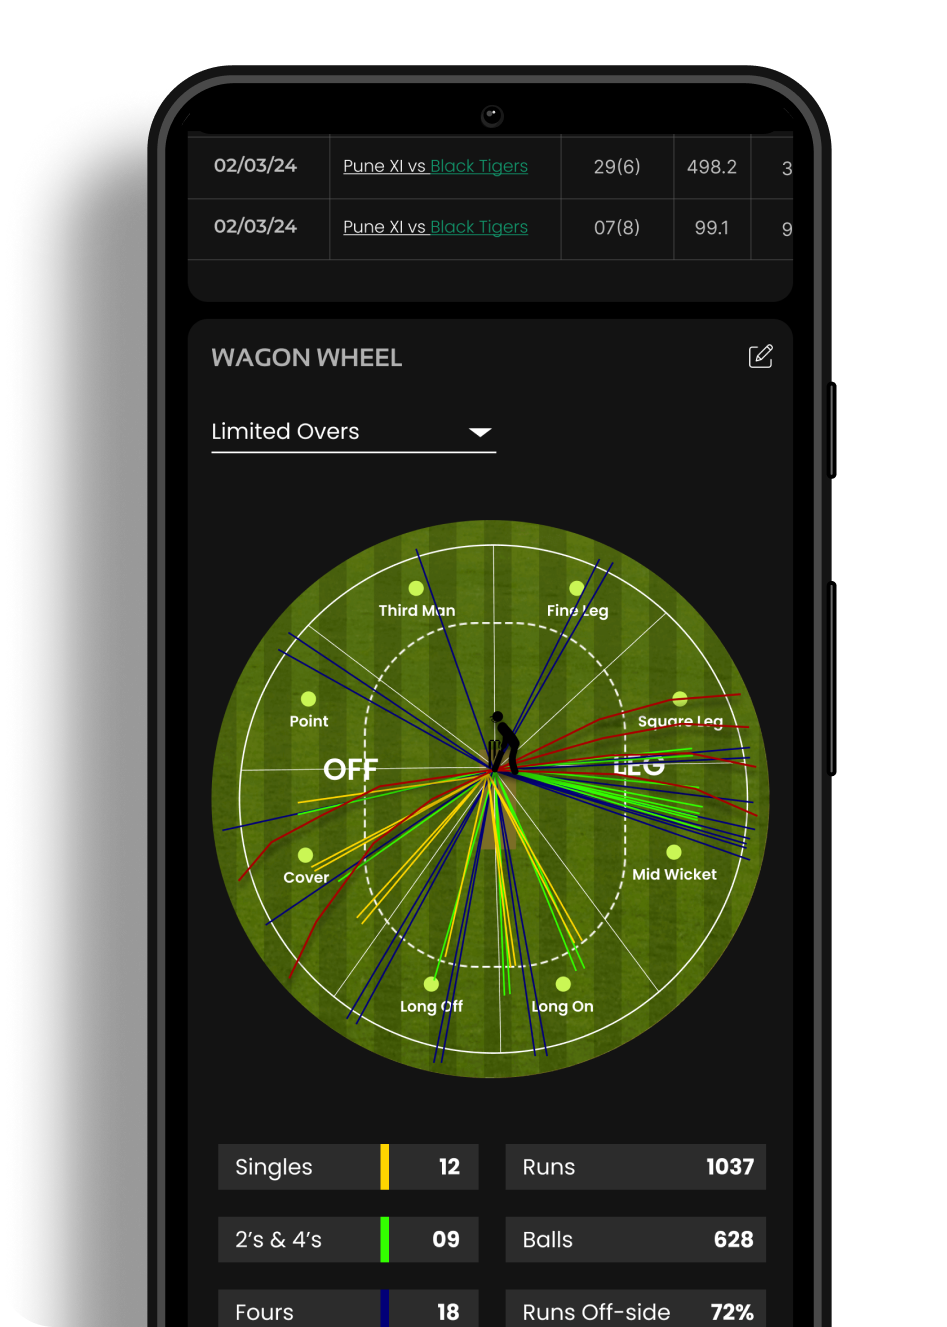 02/03/24 Pune XI vs Black Tigers 29(6) 498.2 3
02/03/24 Pune XI vs Black Tigers 07(8) 99.1 9
WAGON WHEEL
Limited Overs
Third Man Fine Leg
Point Square Leg
OFF LEG
Cover Mid Wicket
Long Off Long On
Singles 12 Runs 1037
2's & 4's 09 Balls 628
Fours 18 Runs Off-side 72%